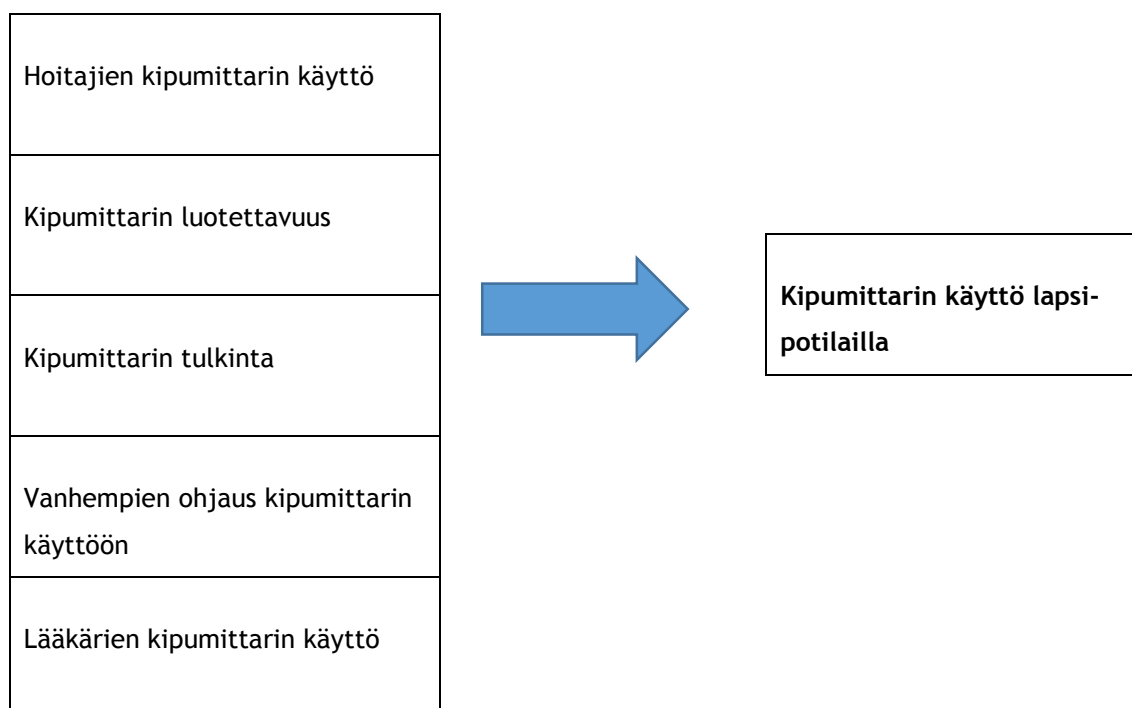 Hoitajien kipumittarin käyttö
Kipumittarin luotettavuus
Kipumittarin tulkinta
Vanhempien ohjaus kipumittarin
käyttöön
Lääkärien kipumittarin käyttö
Kipumittarin käyttö lapsi-
potilailla